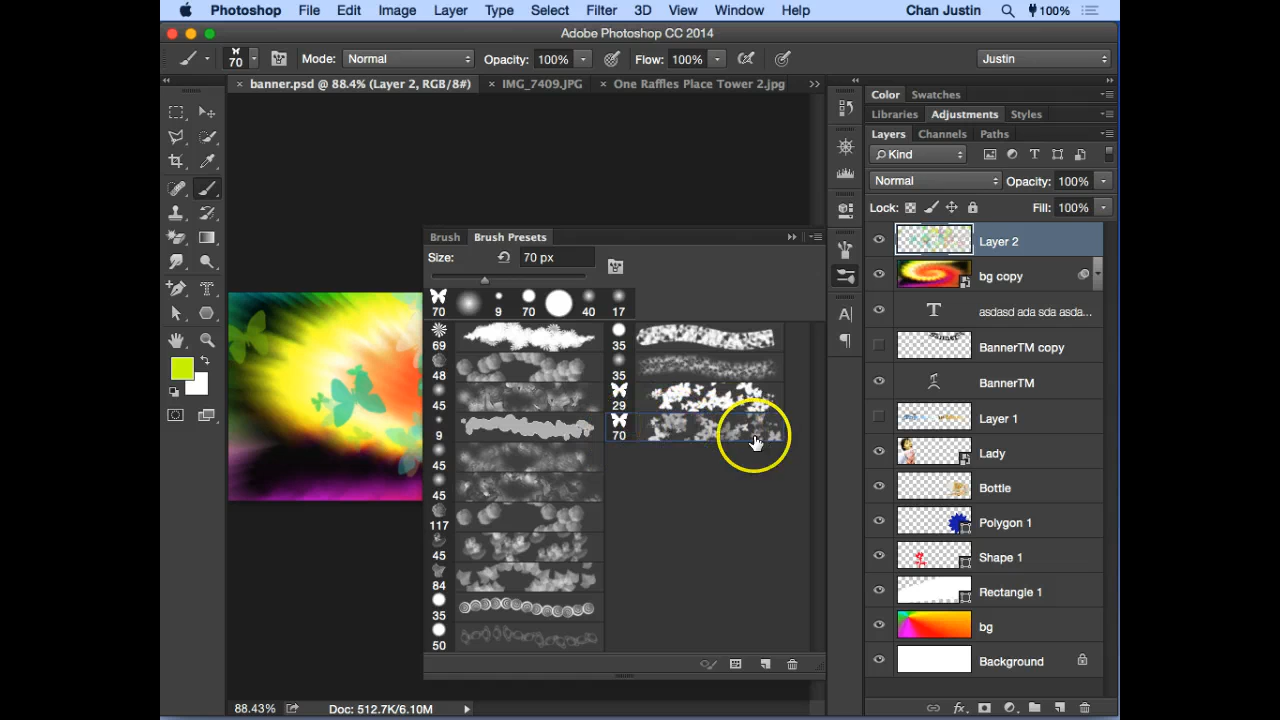 Photoshop File Edit Image Layer Type Select Filter 3D View Window Help Chan Justin 100%
Adobe Photoshop CC 2014
70 Mode: Normal Opacity: 100% Flow: 100% Justin
× banner.psd @ 88.4% (Layer 2, RGB/8#) × IMG_7409.JPG × One Raffles Place Tower 2.jpg >>
Color Swatches
Libraries Adjustments Styles
Layers Channels Paths
Kind T
Normal Opacity: 100%
Lock: Fill: 100%
Layer 2
bg copy
T asdasd ada sda asda...
BannerTM copy
BannerTM
Layer 1
Lady
Bottle
Polygon 1
Shape 1
Rectangle 1
bg
Background
fx
Brush Brush Presets
Size: 70 px
70 9 70 40 17
69 35
48 35
45 29
9 70
45
45
117
45
84
35
50
A
88.43% Doc: 512.7K/6.10M